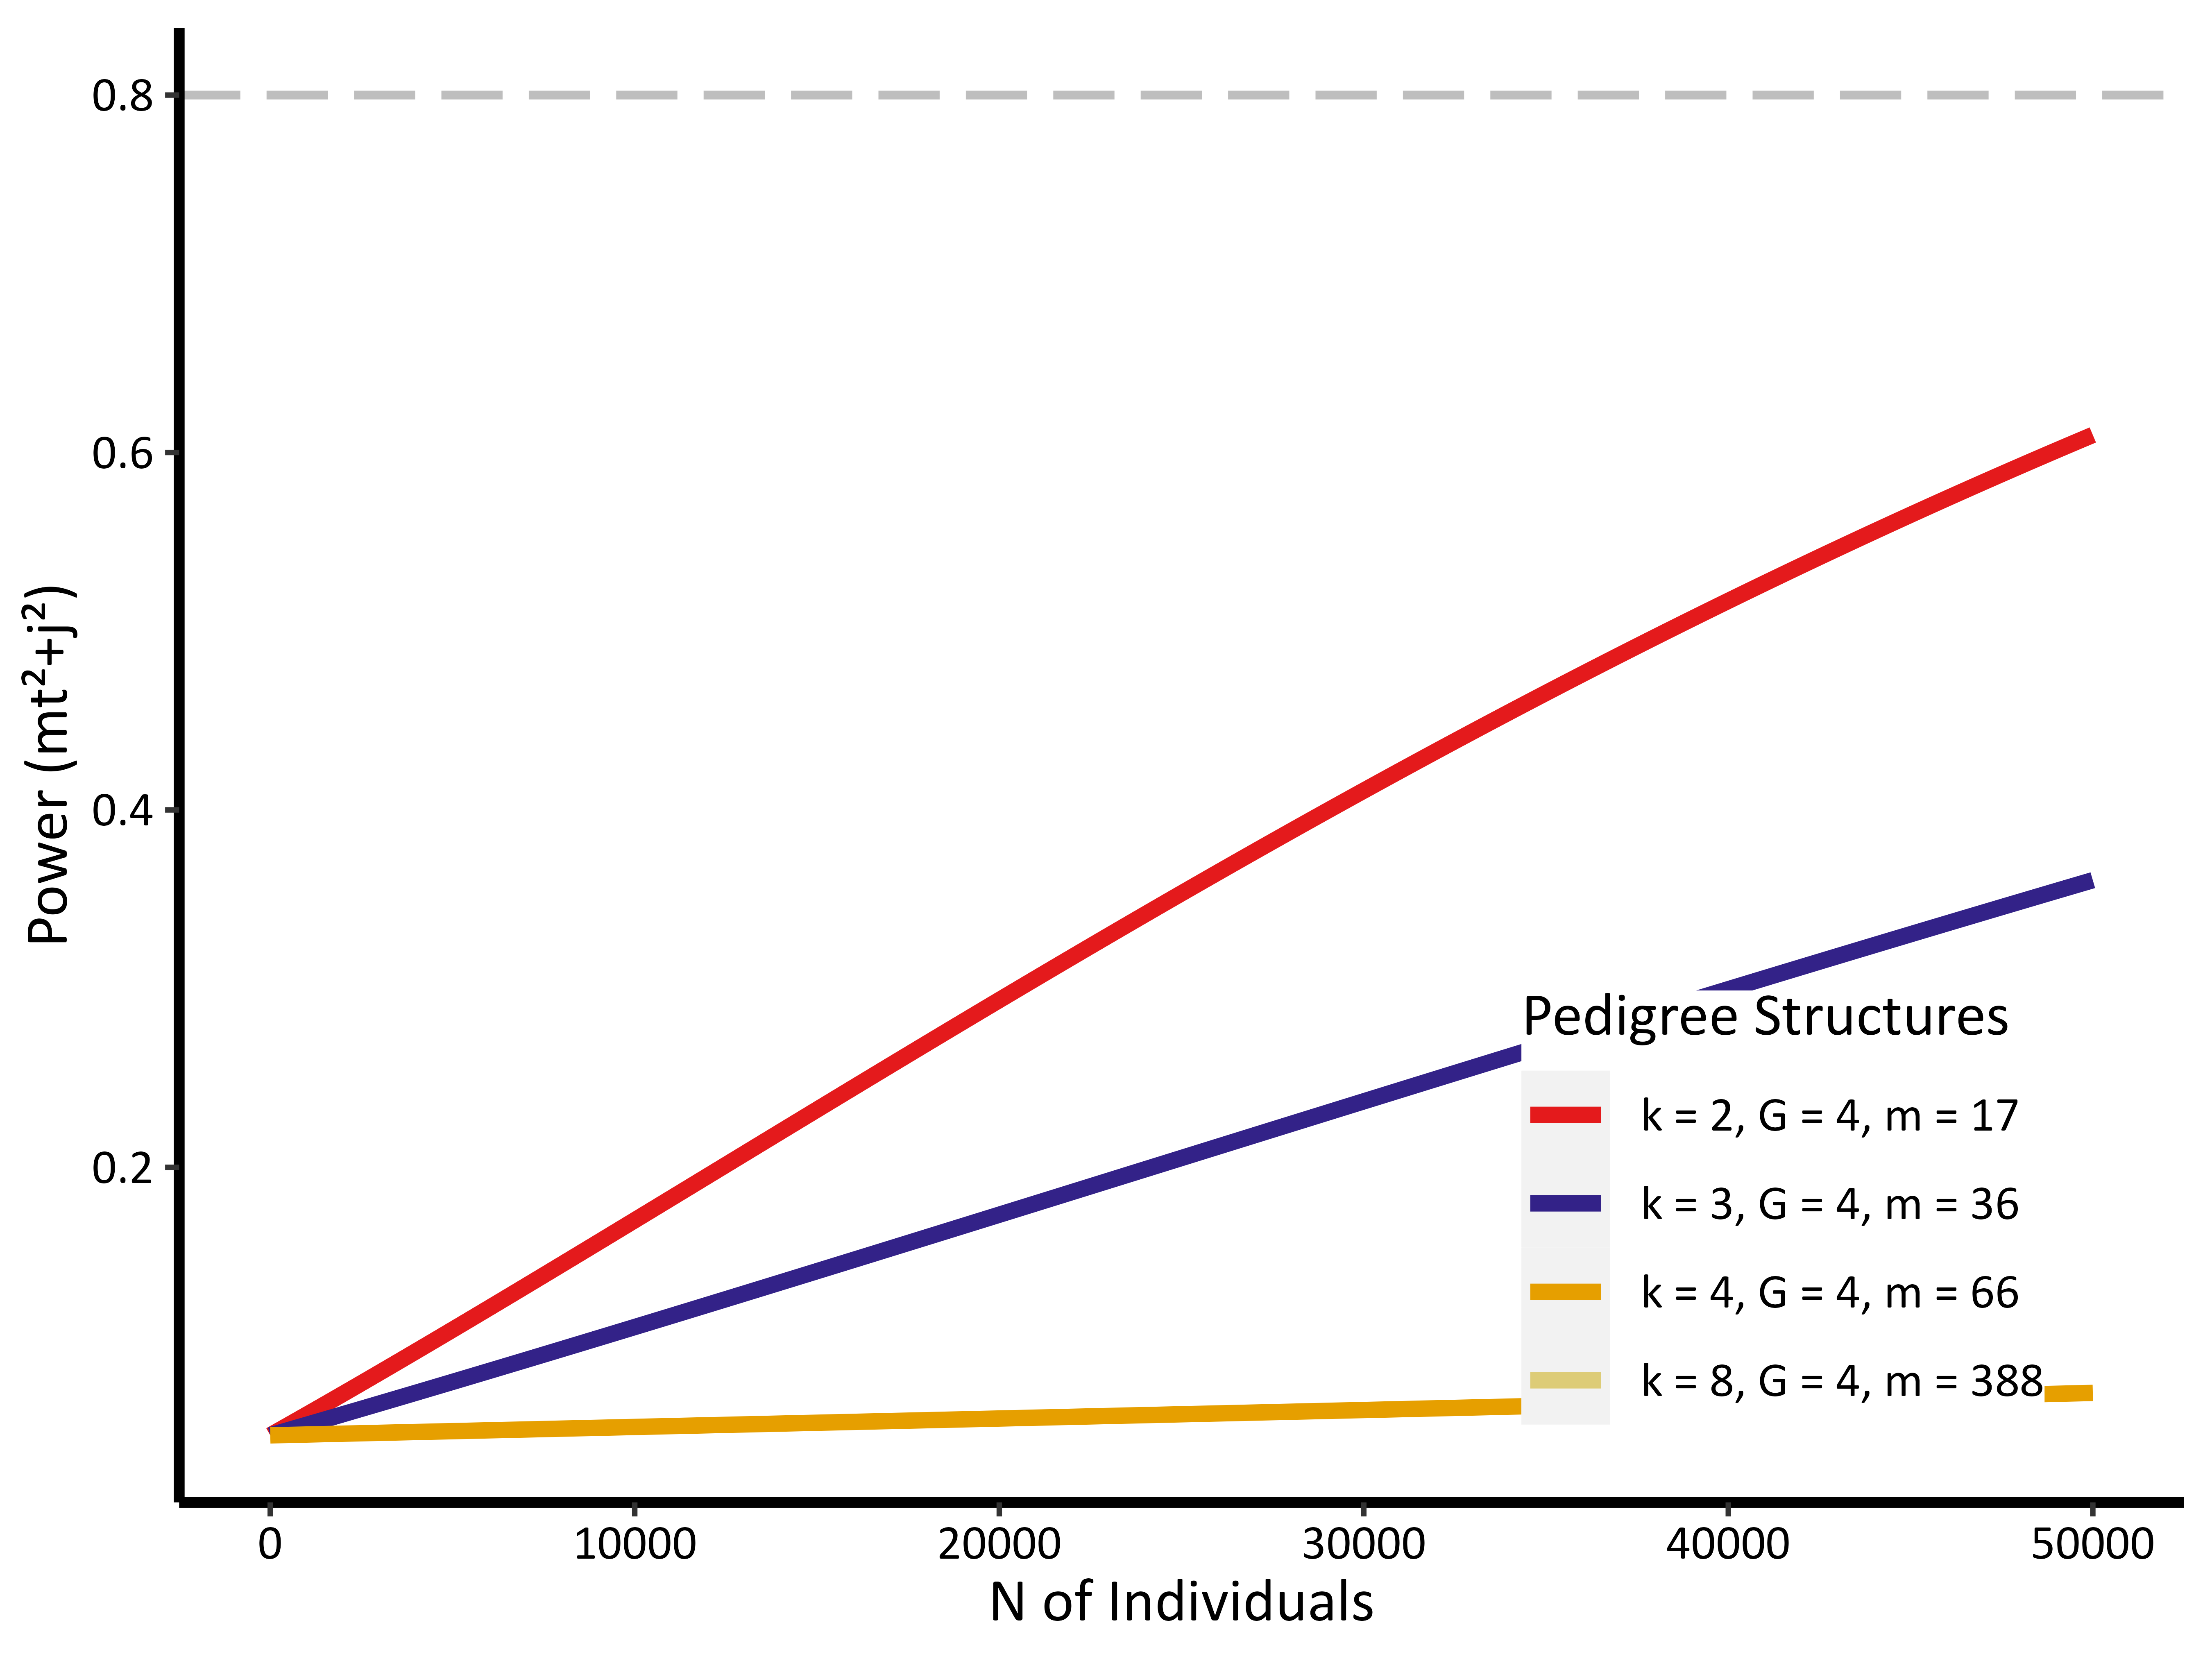 0.8
0.6
0.4
0.2
Power (mt²+j²)
Pedigree Structures
k = 2, G = 4, m = 17
k = 3, G = 4, m = 36
k = 4, G = 4, m = 66
k = 8, G = 4, m = 388
0 10000 20000 30000 40000 50000
N of Individuals